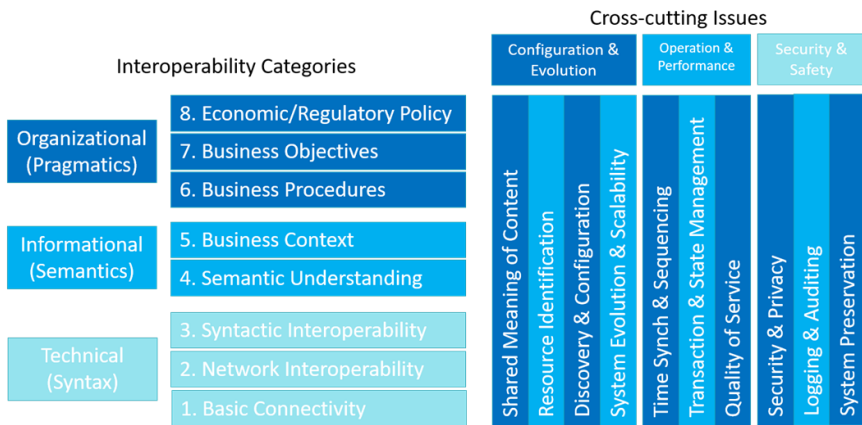 Cross-cutting Issues
Configuration &
Evolution
Operation &
Performance
Security &
Safety
Interoperability Categories
Organizational
(Pragmatics)
8. Economic/Regulatory Policy
7. Business Objectives
6. Business Procedures
Informational
(Semantics)
5. Business Context
4. Semantic Understanding
Technical
(Syntax)
3. Syntactic Interoperability
2. Network Interoperability
1. Basic Connectivity
Shared Meaning of Content
Resource Identification
Discovery & Configuration
System Evolution & Scalability
Time Synch & Sequencing
Transaction & State Management
Quality of Service
Security & Privacy
Logging & Auditing
System Preservation